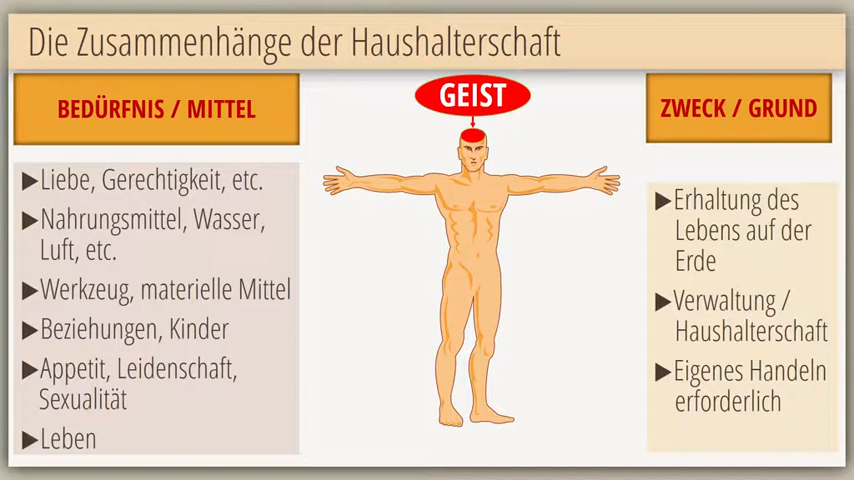 Die Zusammenhänge der Haushalterschaft
BEDÜRFNIS / MITTEL
▶Liebe, Gerechtigkeit, etc.
▶Nahrungsmittel, Wasser,
Luft, etc.
▶Werkzeug, materielle Mittel
▶Beziehungen, Kinder
▶Appetit, Leidenschaft,
Sexualität
▶Leben
GEIST
ZWECK / GRUND
▶Erhaltung des
Lebens auf der
Erde
▶Verwaltung /
Haushalterschaft
▶Eigenes Handeln
erforderlich